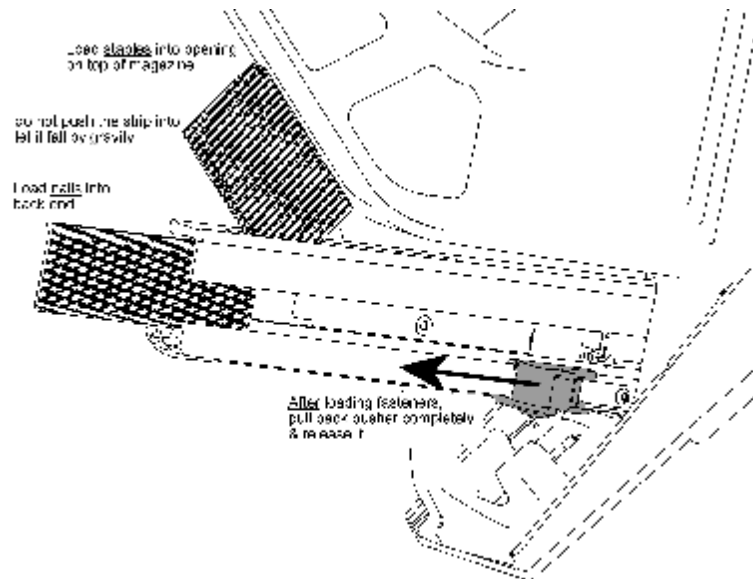 Load staples into opening
on top of magazine
Do not push the strip into
let it fall by gravity
Load nails into
back end
After loading fasteners,
pull back pusher completely
& release it